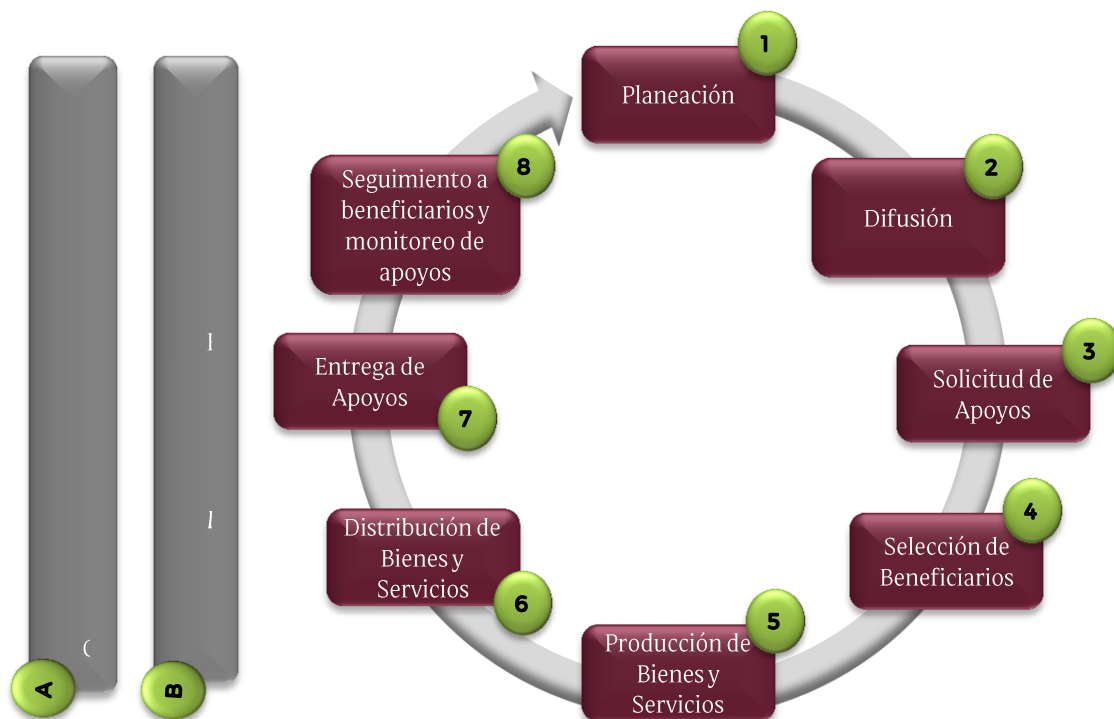 1
Planeación
2
Difusión
3
Solicitud de
Apoyos
4
Selección de
Beneficiarios
5
Producción de
Bienes y
Servicios
6
Distribución de
Bienes y
Servicios
7
Entrega de
Apoyos
8
Seguimiento a
beneficiarios y
monitoreo de
apoyos
A
B